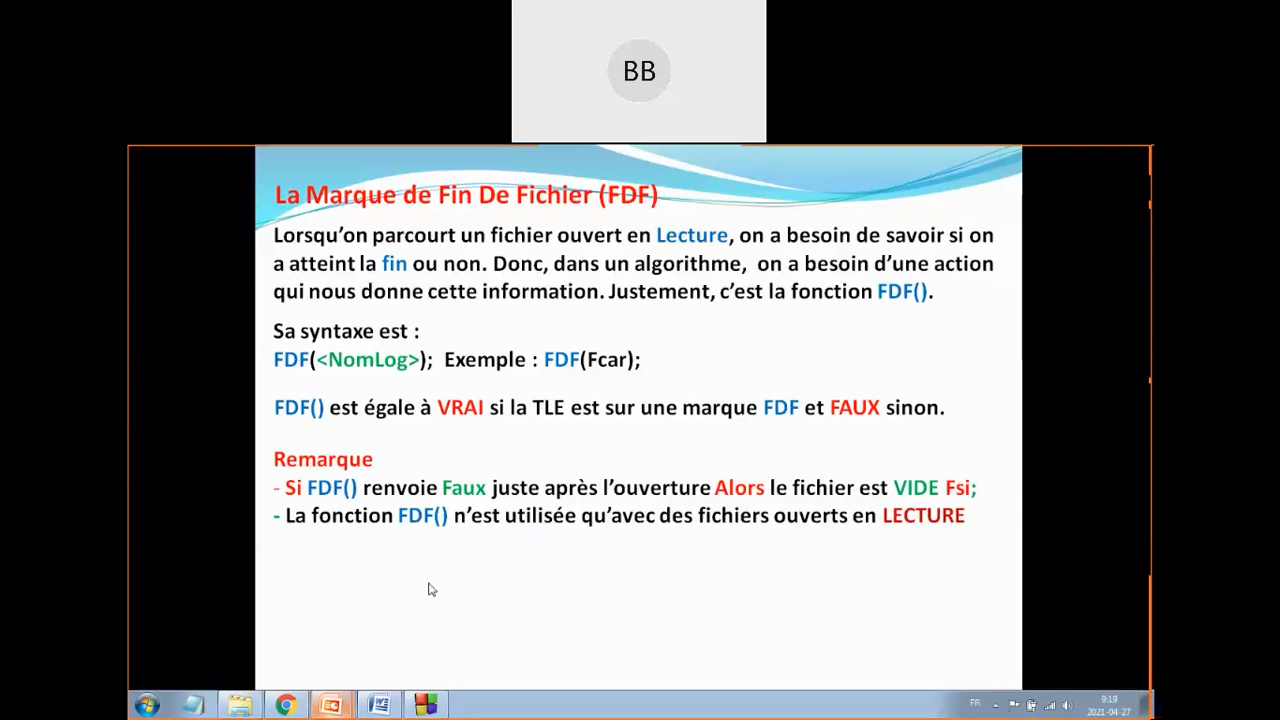 BB
La Marque de Fin De Fichier (FDF)
Lorsqu'on parcourt un fichier ouvert en Lecture, on a besoin de savoir si on
a atteint la fin ou non. Donc, dans un algorithme, on a besoin d'une action
qui nous donne cette information. Justement, c'est la fonction FDF().
Sa syntaxe est :
FDF(<NomLog>); Exemple : FDF(Fcar);
FDF() est égale à VRAI si la TLE est sur une marque FDF et FAUX sinon.
Remarque
- Si FDF() renvoie Faux juste après l'ouverture Alors le fichier est VIDE Fsi;
- La fonction FDF() n'est utilisée qu'avec des fichiers ouverts en LECTURE
FR
9:19
2021-04-27